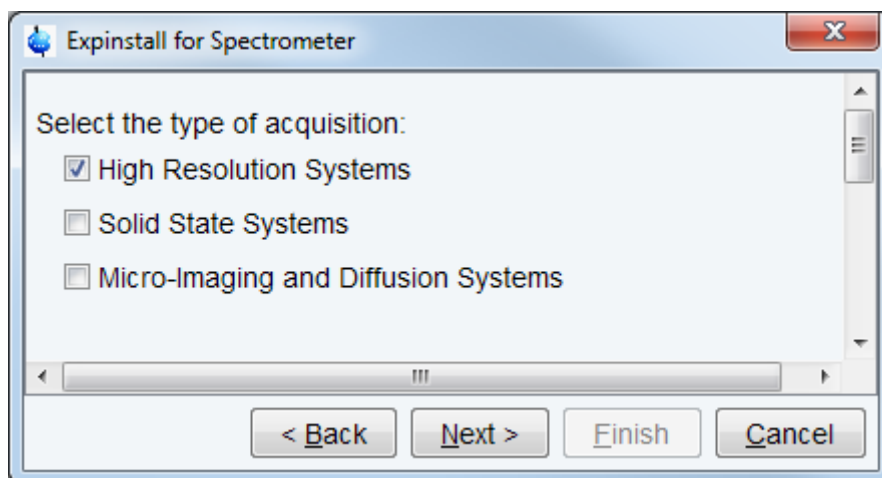 Expinstall for Spectrometer
Select the type of acquisition:
High Resolution Systems
Solid State Systems
Micro-Imaging and Diffusion Systems
< Back Next > Finish Cancel